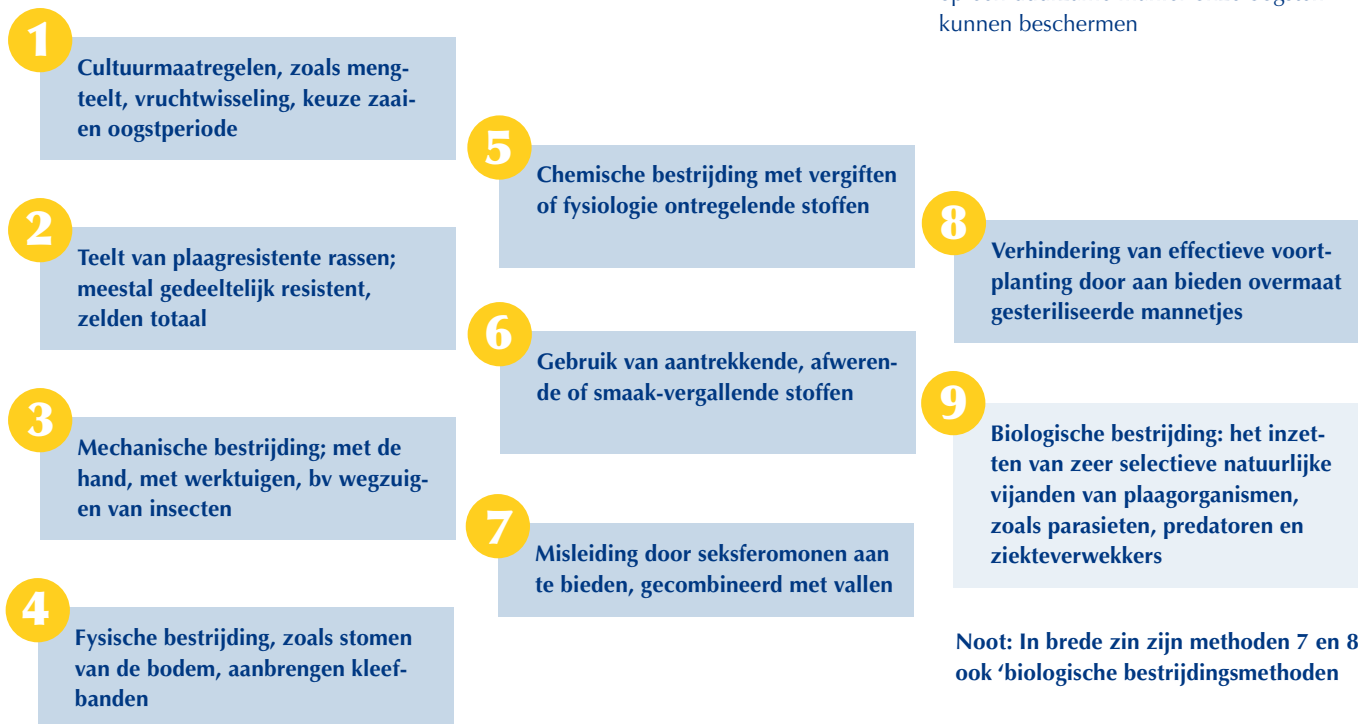 kunnen beschermen
1
Cultuurmaatregelen, zoals meng-
teelt, vruchtwisseling, keuze zaai-
en oogstperiode
2
Teelt van plaagresistente rassen;
meestal gedeeltelijk resistent,
zelden totaal
3
Mechanische bestrijding; met de
hand, met werktuigen, bv wegzuig-
en van insecten
4
Fysische bestrijding, zoals stomen
van de bodem, aanbrengen kleef-
banden
5
Chemische bestrijding met vergiften
of fysiologie ontregelende stoffen
6
Gebruik van aantrekkende, afweren-
de of smaak-vergallende stoffen
7
Misleiding door seksferomonen aan
te bieden, gecombineerd met vallen
8
Verhindering van effectieve voort-
planting door aan bieden overmaat
gesteriliseerde mannetjes
9
Biologische bestrijding: het inzet-
ten van zeer selectieve natuurlijke
vijanden van plaagorganismen,
zoals parasieten, predatoren en
ziekteverwekkers
Noot: In brede zin zijn methoden 7 en 8
ook ‘biologische bestrijdingsmethoden